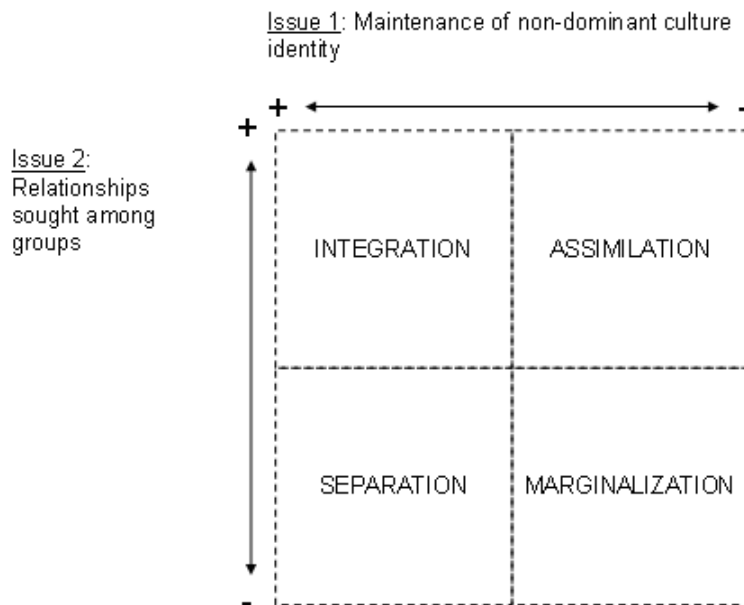 Issue 1: Maintenance of non-dominant culture
identity
+ -
+
Issue 2:
Relationships
sought among
groups
INTEGRATION ASSIMILATION
SEPARATION MARGINALIZATION
-